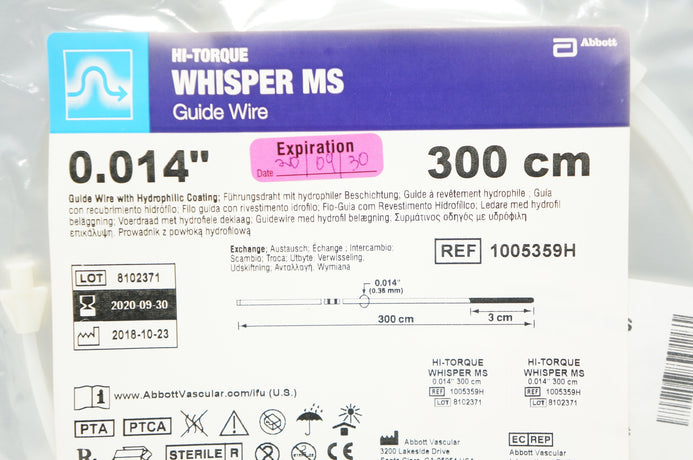 HI-TORQUE
WHISPER MS
Guide Wire
Abbott
0.014"
Expiration
Date 20/09/30
300 cm
Guide Wire with Hydrophilic Coating; Führungsdraht mit hydrophiler Beschichtung; Guide à revêtement hydrophile; Guía
con recubrimiento hidrófilo; Filo guida con rivestimento idrofilo; Fio-Guia com Revestimento Hidrofílico; Ledare med hydrofil
beläggning; Voerdraad met hydrofiele deklaag; Guidewire med hydrofil belægning. Συρμάτινος οδηγός με υδρόφιλη
επικάλυψη. Prowadnik z powłoką hydrofilową
Exchange; Austausch; Échange; Intercambio;
Scambio; Troca; Utbyte. Verwisseling.
Udskiftning, Ανταλλαγή. Wymiana
REF 1005359H
LOT 8102371
2020-09-30
2018-10-23
0.014"
(0.36 mm)
300 cm
3 cm
HI-TORQUE
WHISPER MS
0.014" 300 cm
REF 1005359H
LOT 8102371
HI-TORQUE
WHISPER MS
0.014" 300 cm
REF 1005359H
LOT 8102371
www.AbbottVascular.com/ifu (U.S.)
PTA PTCA
STERILE R
Abbott Vascular
3200 Lakeside Drive
EC REP